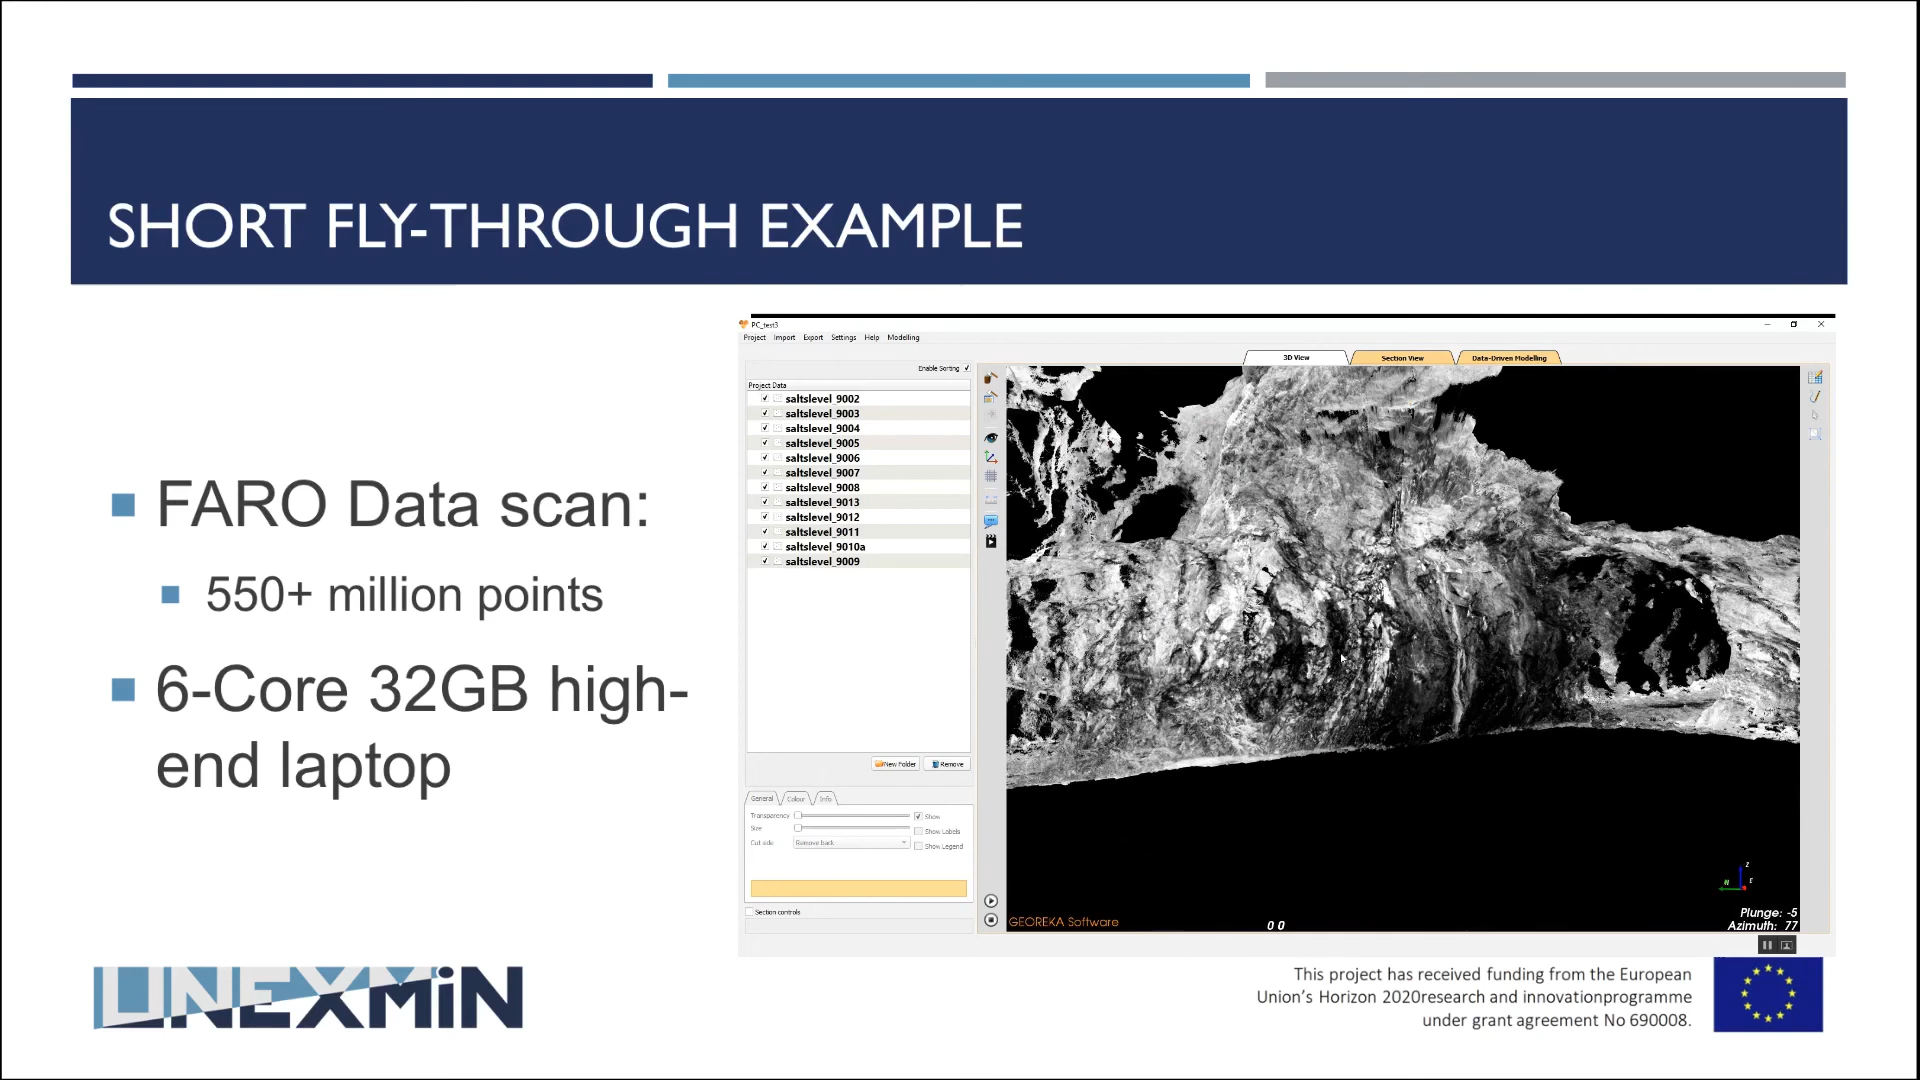 SHORT FLY-THROUGH EXAMPLE
FARO Data scan:
550+ million points
6-Core 32GB high-
end laptop
PC_test3
Project Import Export Settings Help Modelling
3D View Section View Data-Driven Modelling
Enable Sorting
Project Data
saltslevel_9002
saltslevel_9003
saltslevel_9004
saltslevel_9005
saltslevel_9006
saltslevel_9007
saltslevel_9008
saltslevel_9013
saltslevel_9012
saltslevel_9011
saltslevel_9010a
saltslevel_9009
New Folder Remove
General Colour Info
Transparency Show
Size Show Labels
Cut side Remove back Show Legend
Section controls
Z
N E
GEOREKA Software
0 0
Plunge: -5
Azimuth: 77
UNEXMiN
This project has received funding from the European
Union’s Horizon 2020research and innovationprogramme
under grant agreement No 690008.